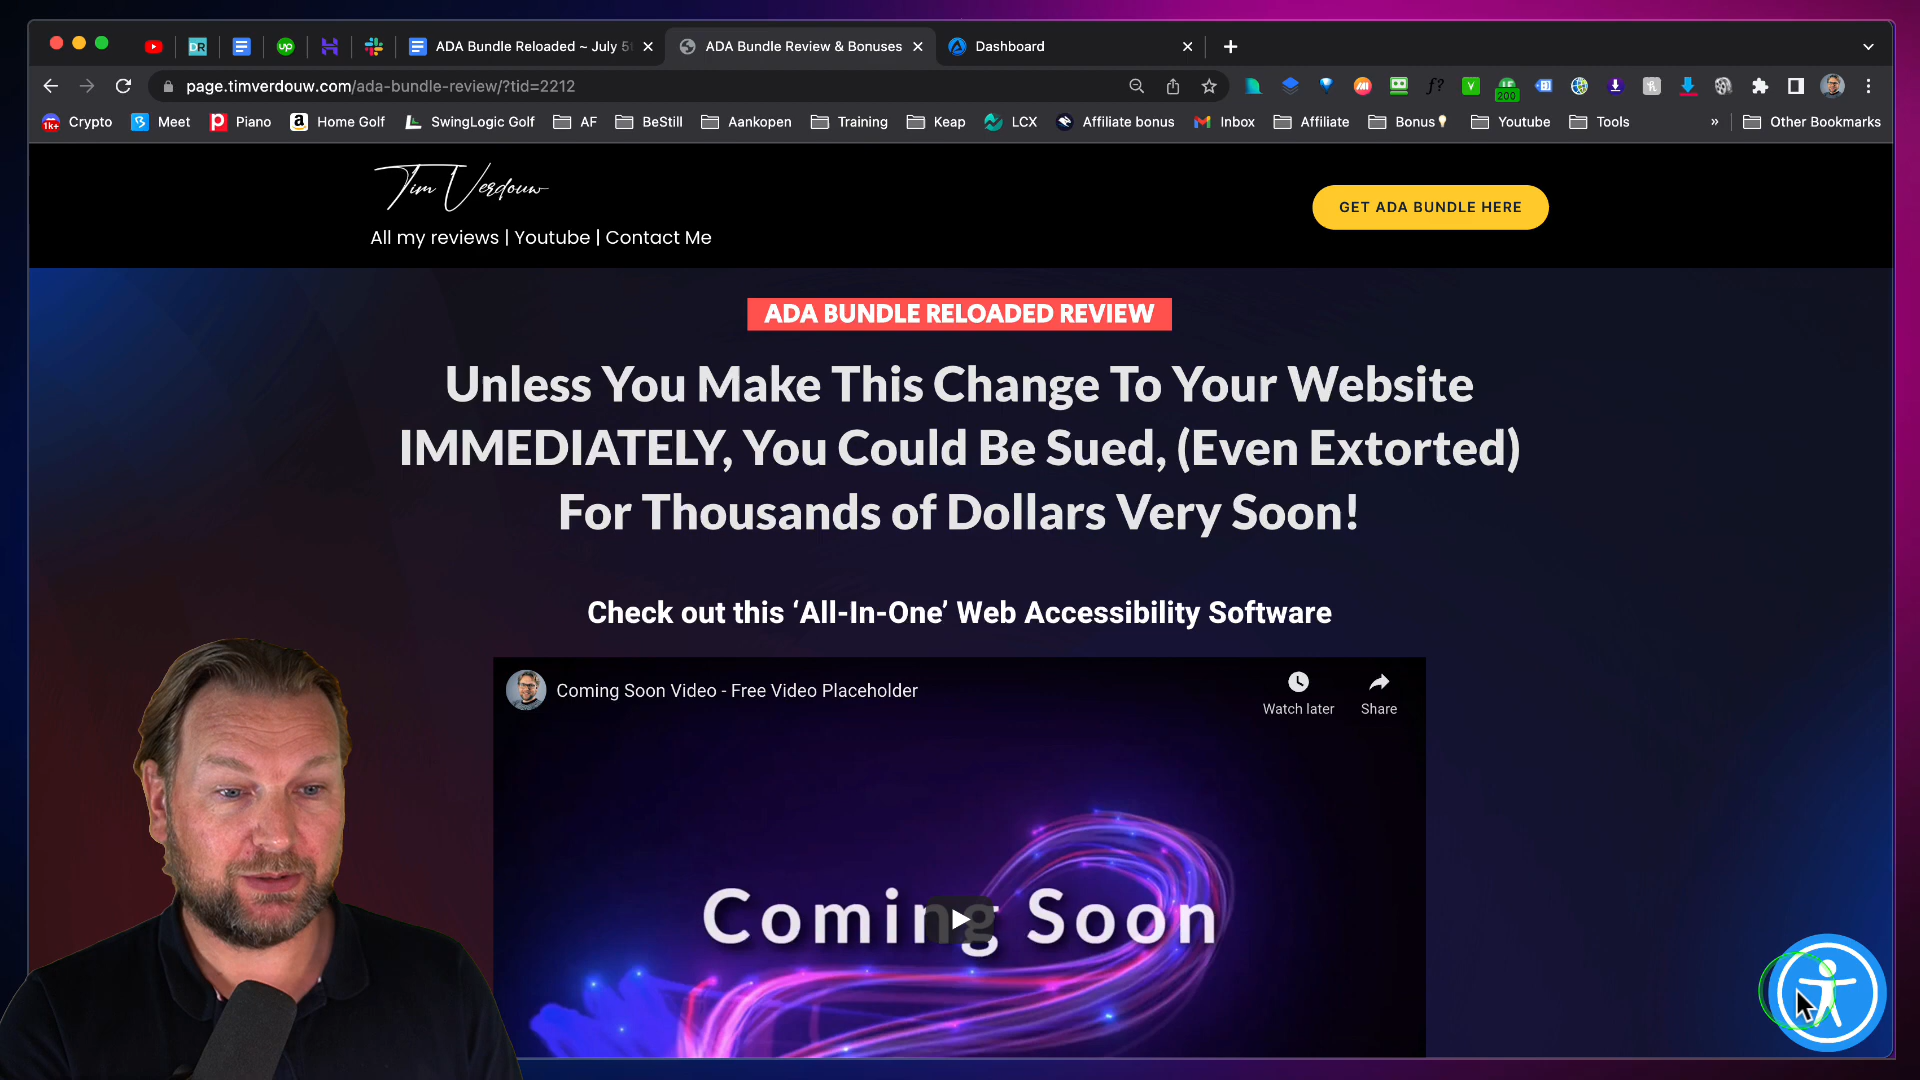 DR
up
ADA Bundle Reloaded ~ July 5t
ADA Bundle Review & Bonuses
Dashboard
page.timverdouw.com/ada-bundle-review/?tid=2212
f?
V
200
1k+
Crypto
Meet
Piano
Home Golf
SwingLogic Golf
AF
BeStill
Aankopen
Training
Keap
LCX
Affiliate bonus
Inbox
Affiliate
Bonus
Youtube
Tools
»
Other Bookmarks
Tim Verdouw
All my reviews | Youtube | Contact Me
GET ADA BUNDLE HERE
ADA BUNDLE RELOADED REVIEW
Unless You Make This Change To Your Website
IMMEDIATELY, You Could Be Sued, (Even Extorted)
For Thousands of Dollars Very Soon!
Check out this ‘All-In-One’ Web Accessibility Software
Coming Soon Video - Free Video Placeholder
Watch later
Share
Coming Soon